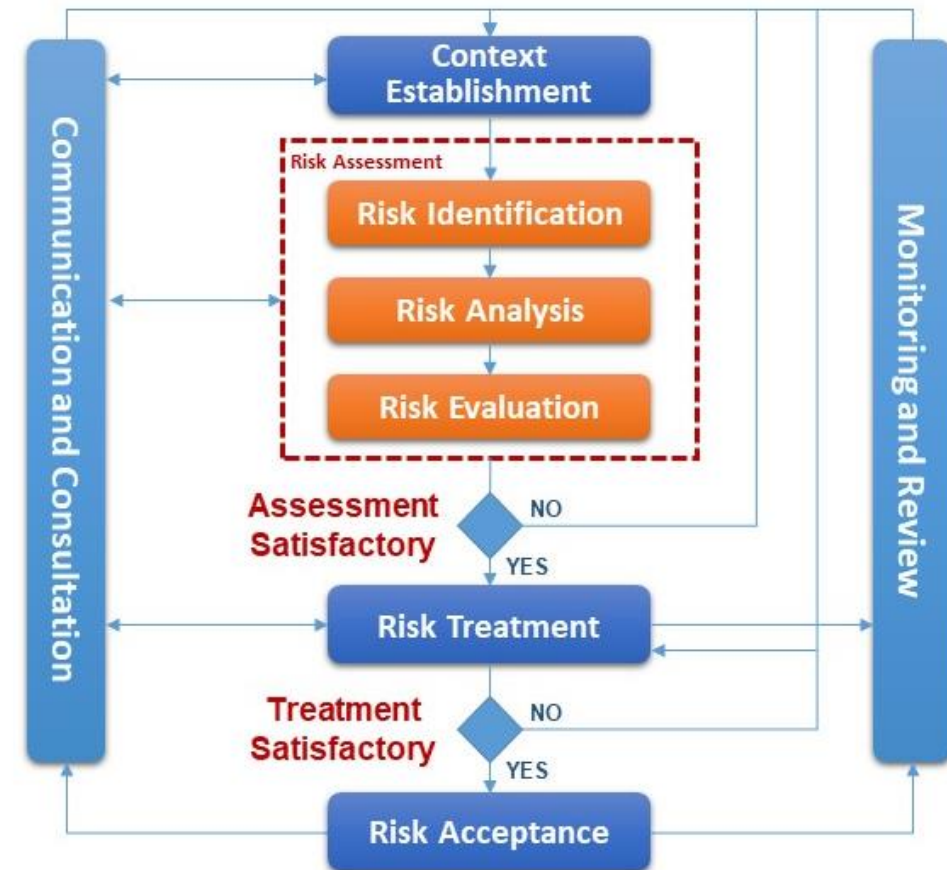 Context
Establishment
Risk Assessment
Risk Identification
Risk Analysis
Risk Evaluation
Communication and Consultation
Monitoring and Review
Assessment
Satisfactory
NO
YES
Risk Treatment
Treatment
Satisfactory
NO
YES
Risk Acceptance